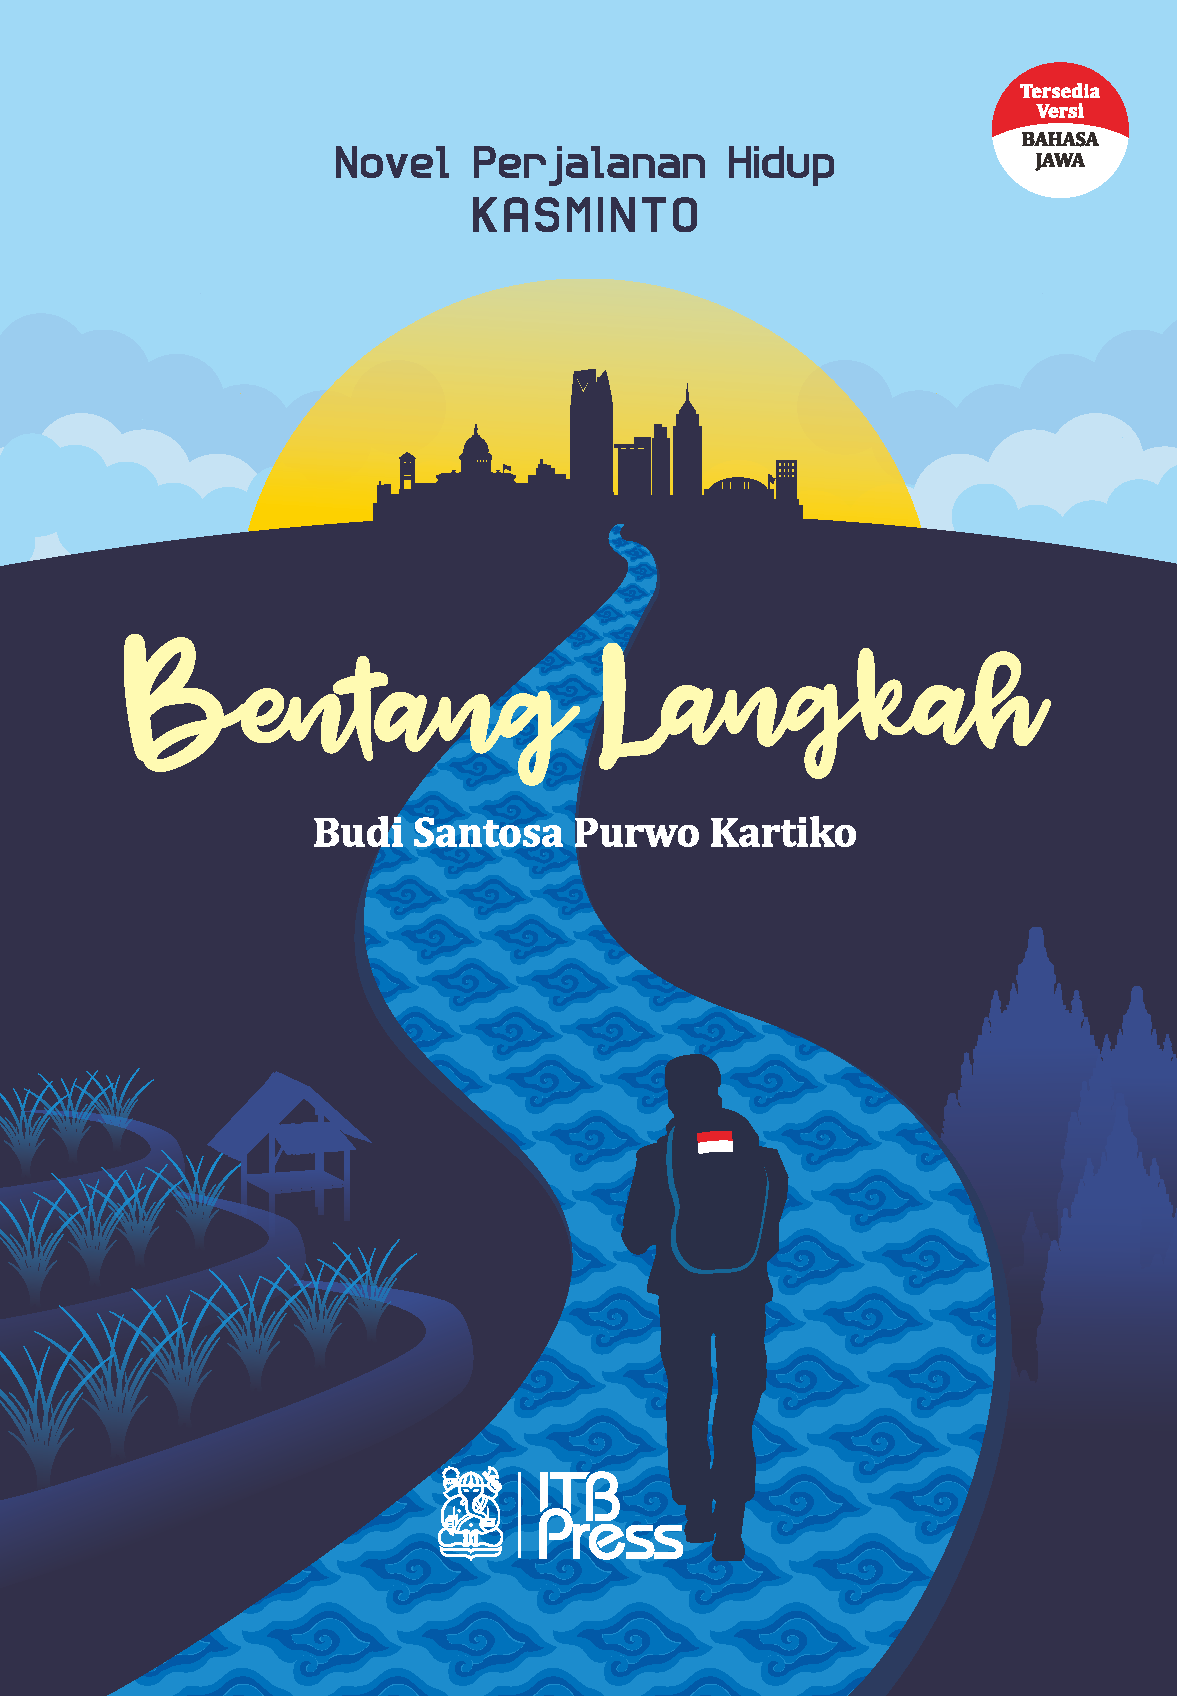 Tersedia
Versi
BAHASA
JAWA
Novel Perjalanan Hidup
KASMINTO
Bentang Langkah
Budi Santosa Purwo Kartiko
ITB
Press